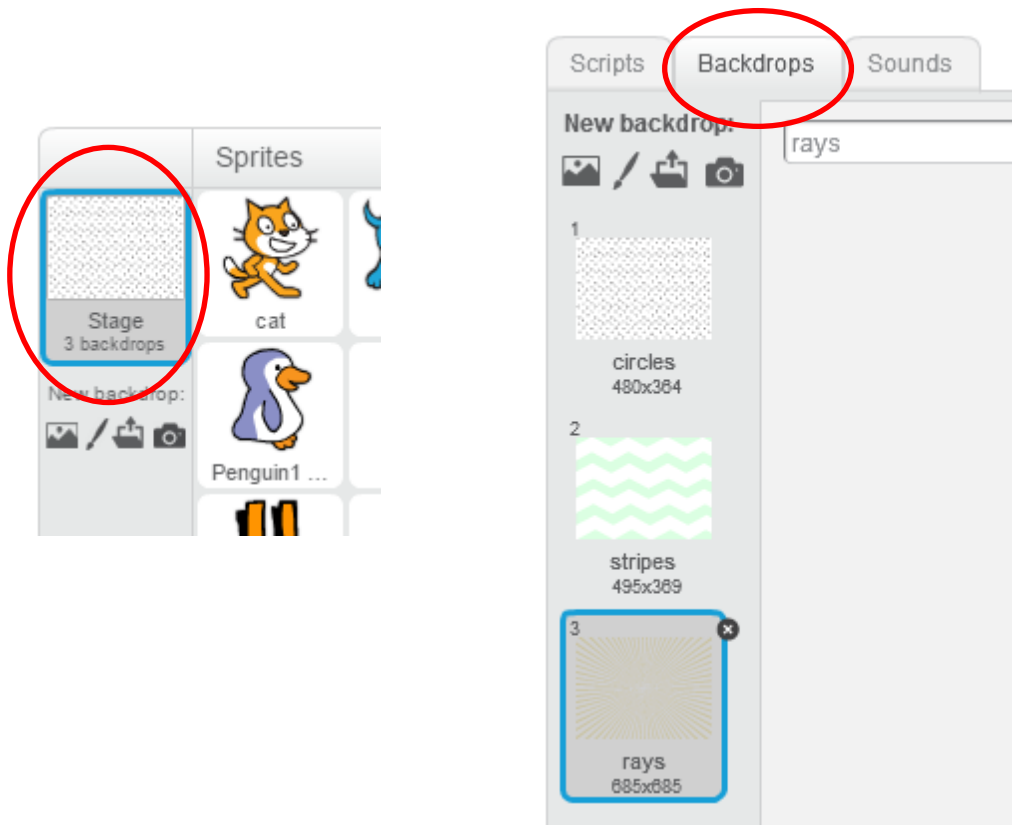 Sprites
Stage
3 backdrops
New backdrop:
cat
Penguin1 ...
Scripts
Backdrops
Sounds
New backdrop:
rays
1
circles
480x364
2
stripes
495x369
3
rays
685x685